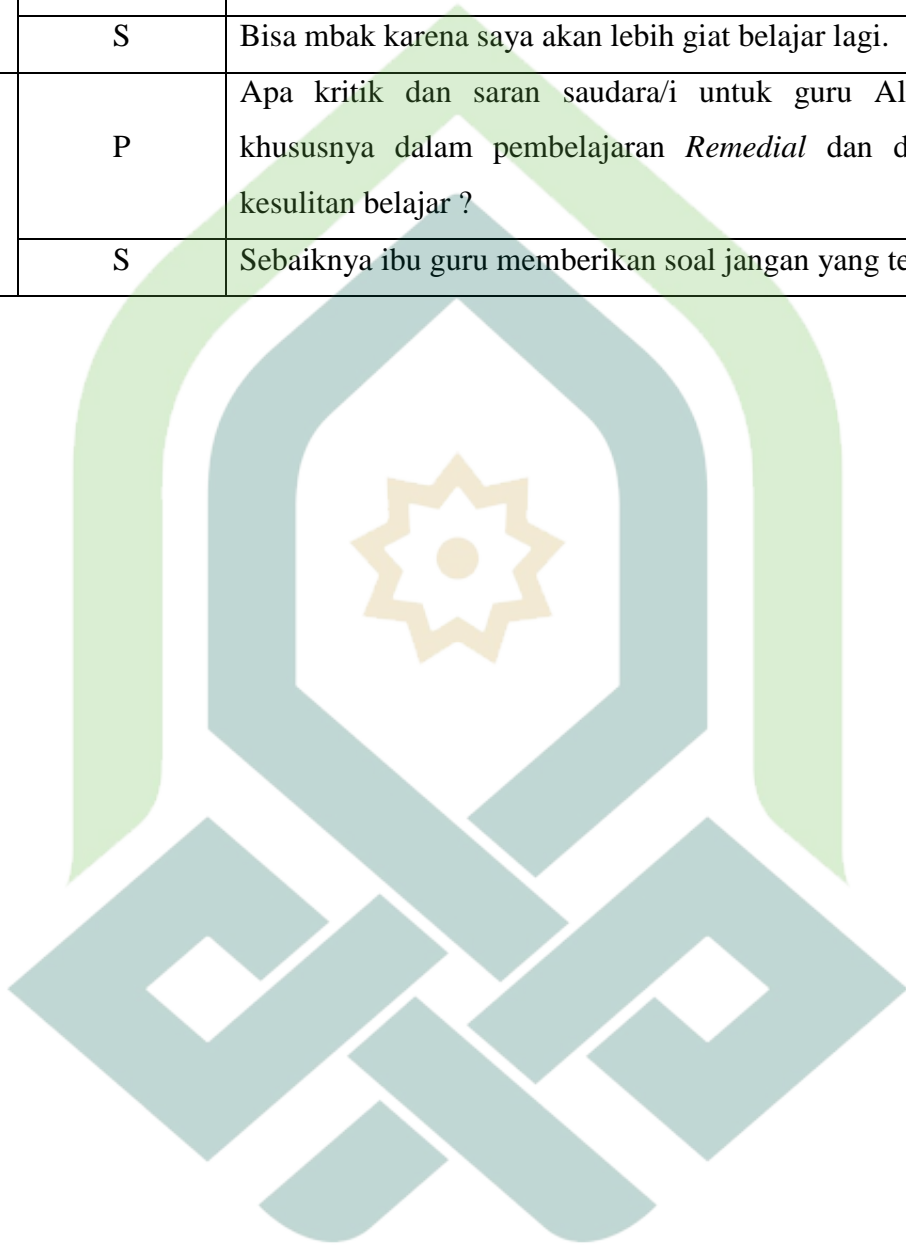 S Bisa mbak karena saya akan lebih giat belajar lagi.
Apa kritik dan saran saudara/i untuk guru Al
P khususnya dalam pembelajaran Remedial dan
kesulitan belajar ?
S Sebaiknya ibu guru memberikan soal jangan yang